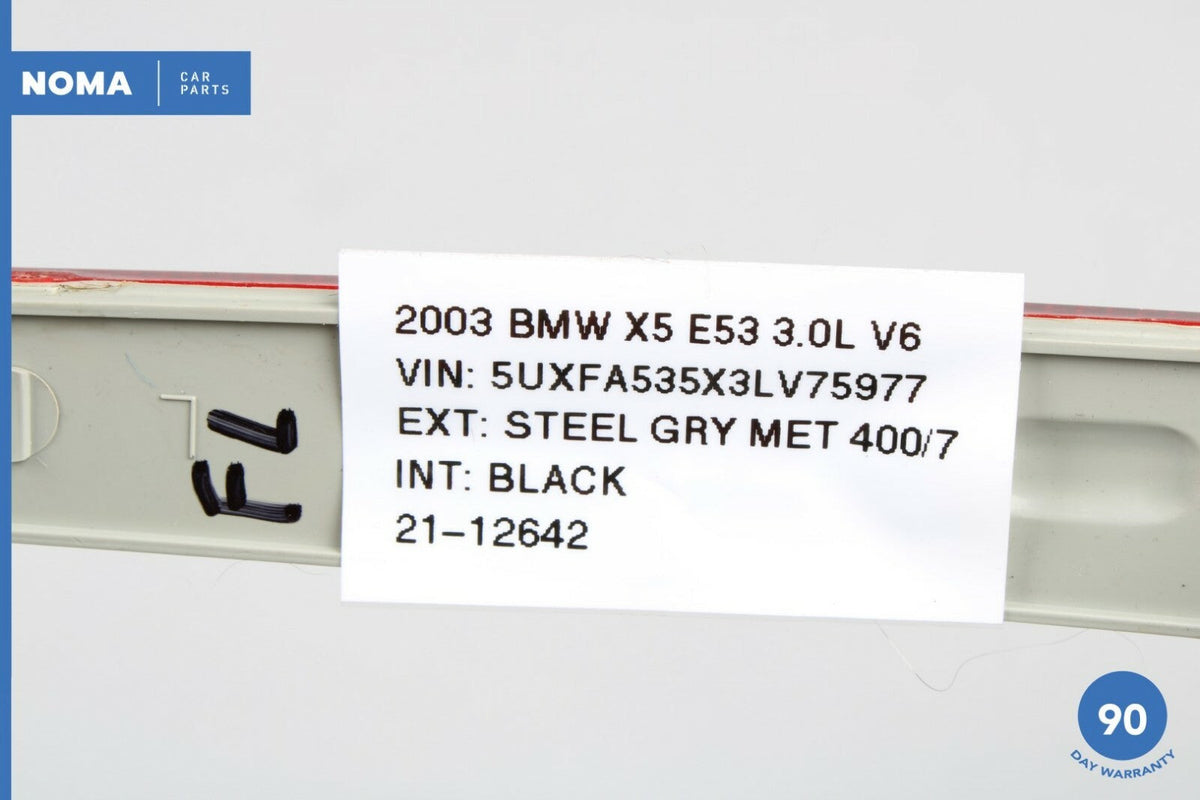 NOMA CAR PARTS
2003 BMW X5 E53 3.0L V6
VIN: 5UXFA535X3LV75977
EXT: STEEL GRY MET 400/7
INT: BLACK
21-12642
FL
L
90
DAY WARRANTY